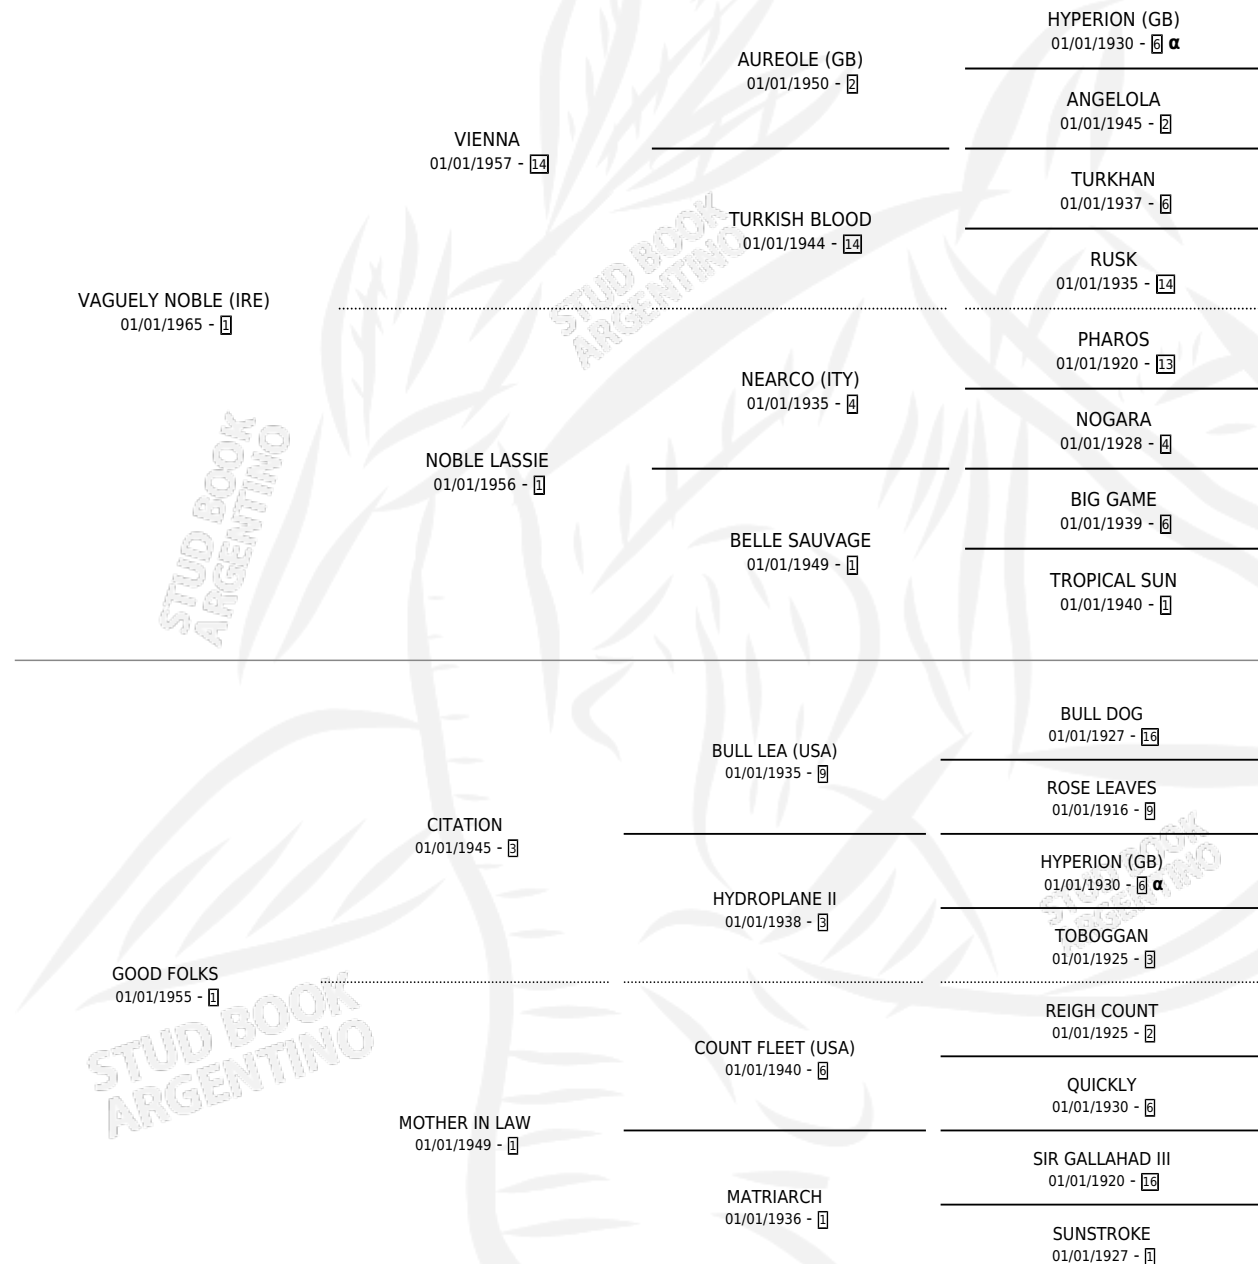 HYPERION (GB)
01/01/1930 - 6 α
AUREOLE (GB)
01/01/1950 - 2
ANGELOLA
01/01/1945 - 2
VIENNA
01/01/1957 - 14
TURKHAN
01/01/1937 - 6
TURKISH BLOOD
01/01/1944 - 14
RUSK
01/01/1935 - 14
VAGUELY NOBLE (IRE)
01/01/1965 - 1
PHAROS
01/01/1920 - 13
NEARCO (ITY)
01/01/1935 - 4
NOGARA
01/01/1928 - 4
NOBLE LASSIE
01/01/1956 - 1
BIG GAME
01/01/1939 - 6
BELLE SAUVAGE
01/01/1949 - 1
TROPICAL SUN
01/01/1940 - 1
STUD BOOK
ARGENTINO
STUD BOOK
ARGENTINO
BULL DOG
01/01/1927 - 16
BULL LEA (USA)
01/01/1935 - 9
ROSE LEAVES
01/01/1916 - 9
CITATION
01/01/1945 - 3
HYPERION (GB)
01/01/1930 - 6 α
HYDROPLANE II
01/01/1938 - 3
TOBOGGAN
01/01/1925 - 3
GOOD FOLKS
01/01/1955 - 1
REIGH COUNT
01/01/1925 - 2
COUNT FLEET (USA)
01/01/1940 - 6
QUICKLY
01/01/1930 - 6
MOTHER IN LAW
01/01/1949 - 1
SIR GALLAHAD III
01/01/1920 - 16
MATRIARCH
01/01/1936 - 1
SUNSTROKE
01/01/1927 - 1
STUD BOOK
ARGENTINO
STUD BOOK
ARGENTINO